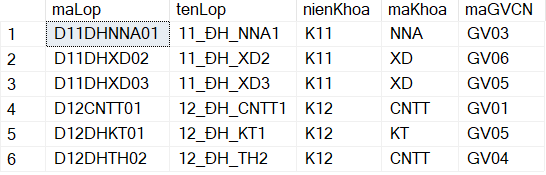 maLop tenLop nienKhoa maKhoa maGVCN
1 D11DHNNA01 11_ĐH_NNA1 K11 NNA GV03
2 D11DHXD02 11_ĐH_XD2 K11 XD GV06
3 D11DHXD03 11_ĐH_XD3 K11 XD GV05
4 D12CNTT01 12_ĐH_CNTT1 K12 CNTT GV01
5 D12DHKT01 12_ĐH_KT1 K12 KT GV05
6 D12DHTH02 12_ĐH_TH2 K12 CNTT GV04